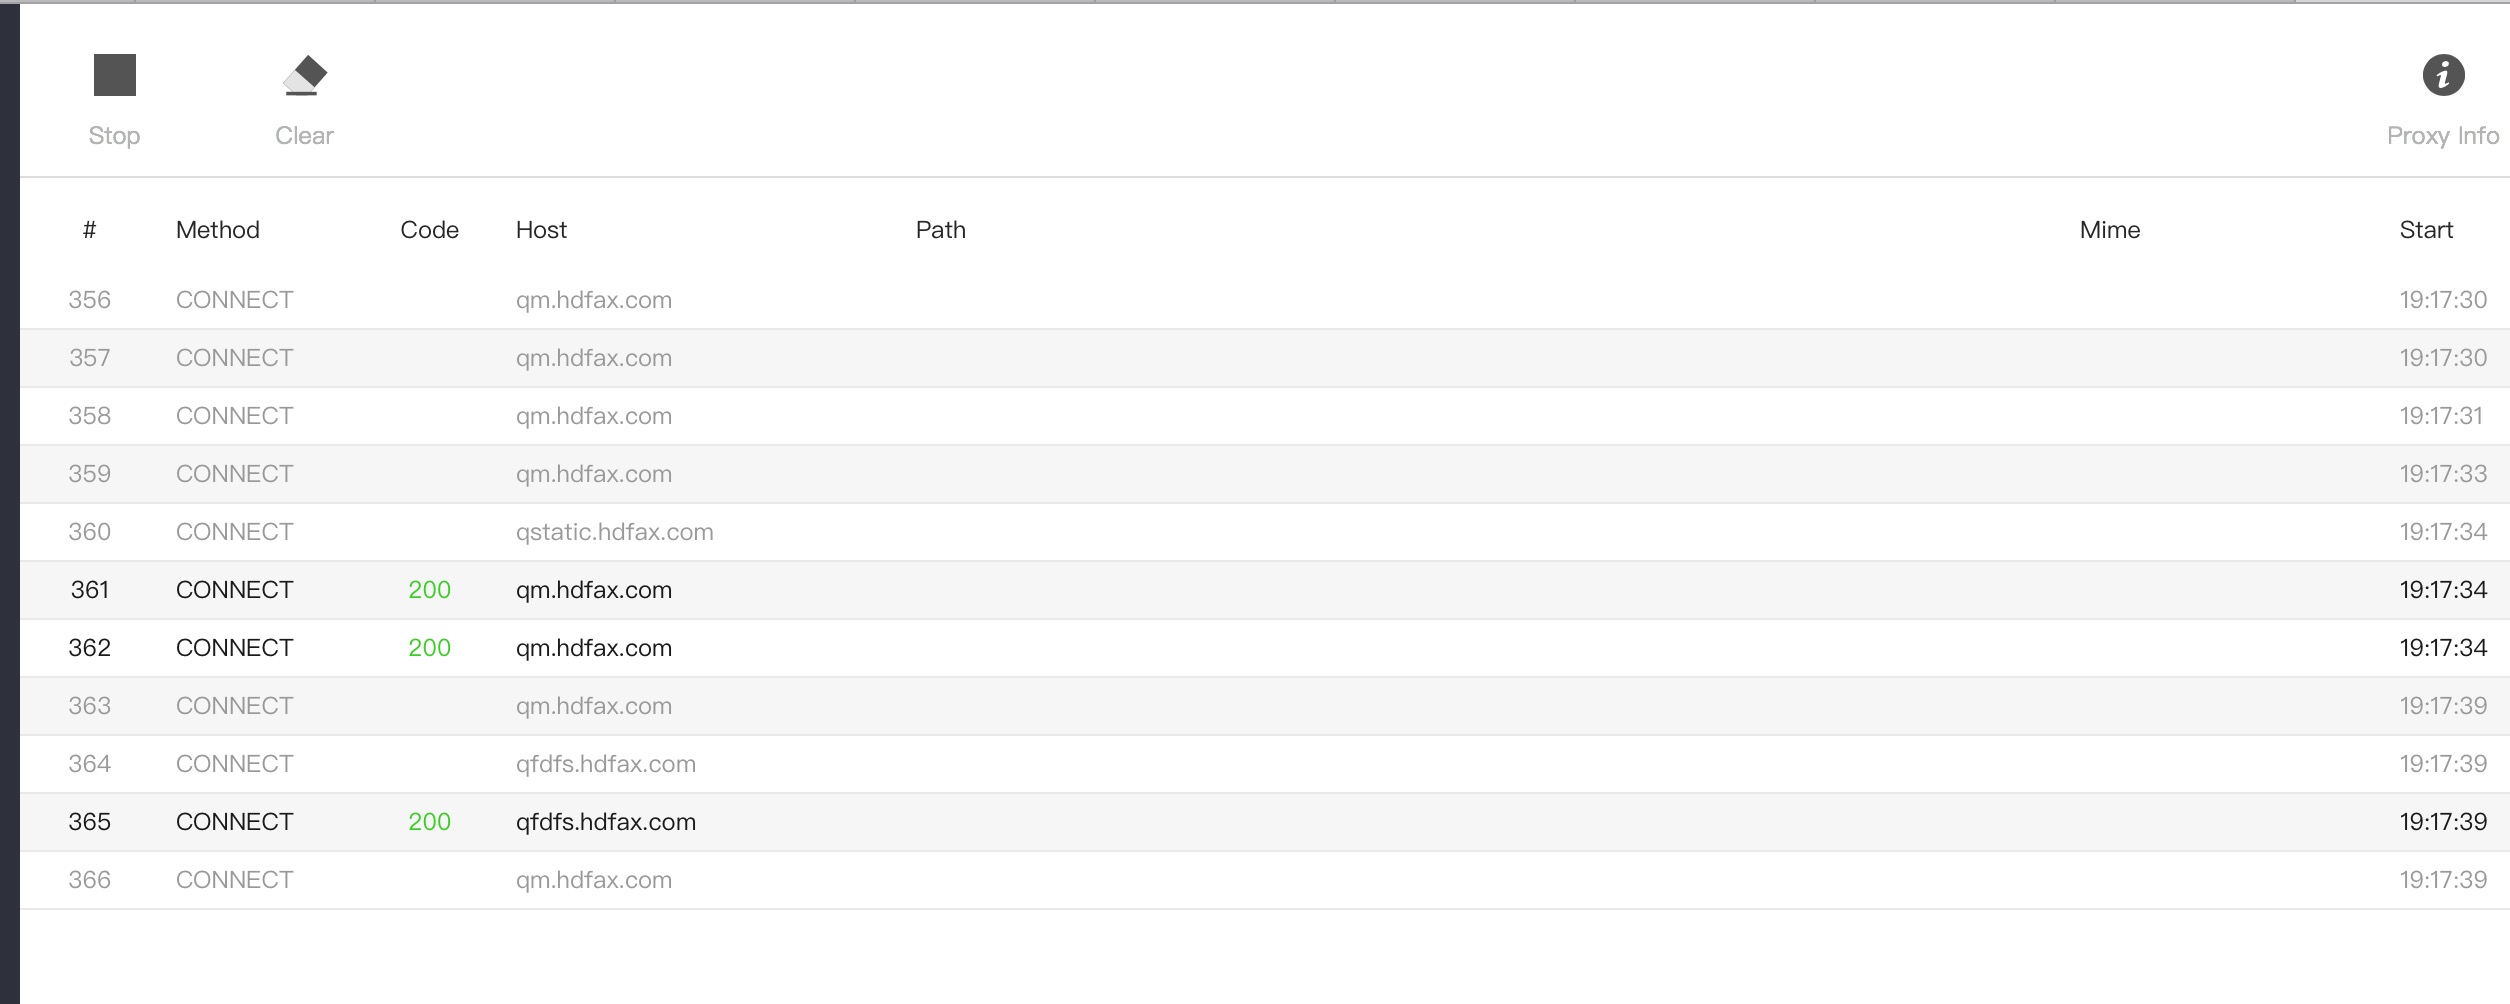 Stop Clear Proxy Info
# Method Code Host Path Mime Start
356 CONNECT qm.hdfax.com 19:17:30
357 CONNECT qm.hdfax.com 19:17:30
358 CONNECT qm.hdfax.com 19:17:31
359 CONNECT qm.hdfax.com 19:17:33
360 CONNECT qstatic.hdfax.com 19:17:34
361 CONNECT 200 qm.hdfax.com 19:17:34
362 CONNECT 200 qm.hdfax.com 19:17:34
363 CONNECT qm.hdfax.com 19:17:39
364 CONNECT qfdfs.hdfax.com 19:17:39
365 CONNECT 200 qfdfs.hdfax.com 19:17:39
366 CONNECT qm.hdfax.com 19:17:39